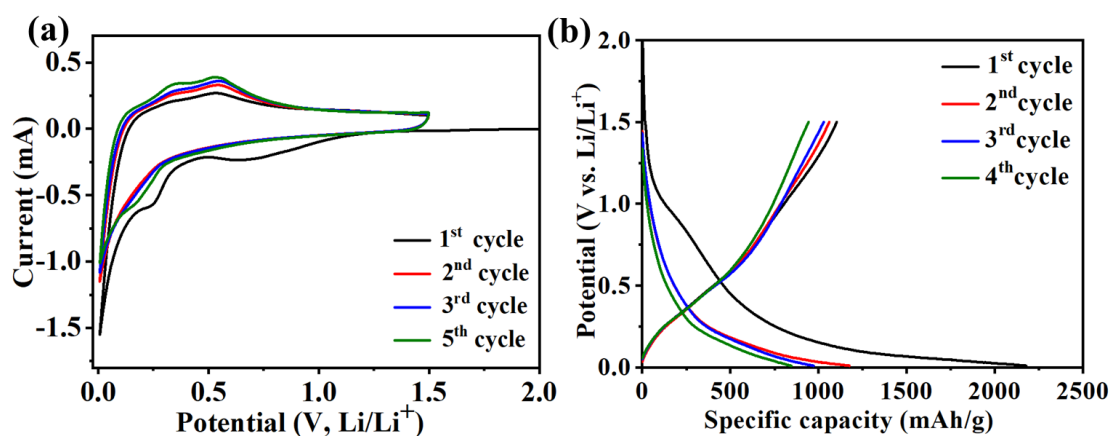 (a)
0.5
0.0
-0.5
-1.0
-1.5
Current (mA)
1st cycle
2nd cycle
3rd cycle
5th cycle
0.0 0.5 1.0 1.5 2.0
Potential (V, Li/Li+)
(b)
2.0
1.5
1.0
0.5
0.0
Potential (V vs. Li/Li+)
1st cycle
2nd cycle
3rd cycle
4th cycle
0 500 1000 1500 2000 2500
Specific capacity (mAh/g)